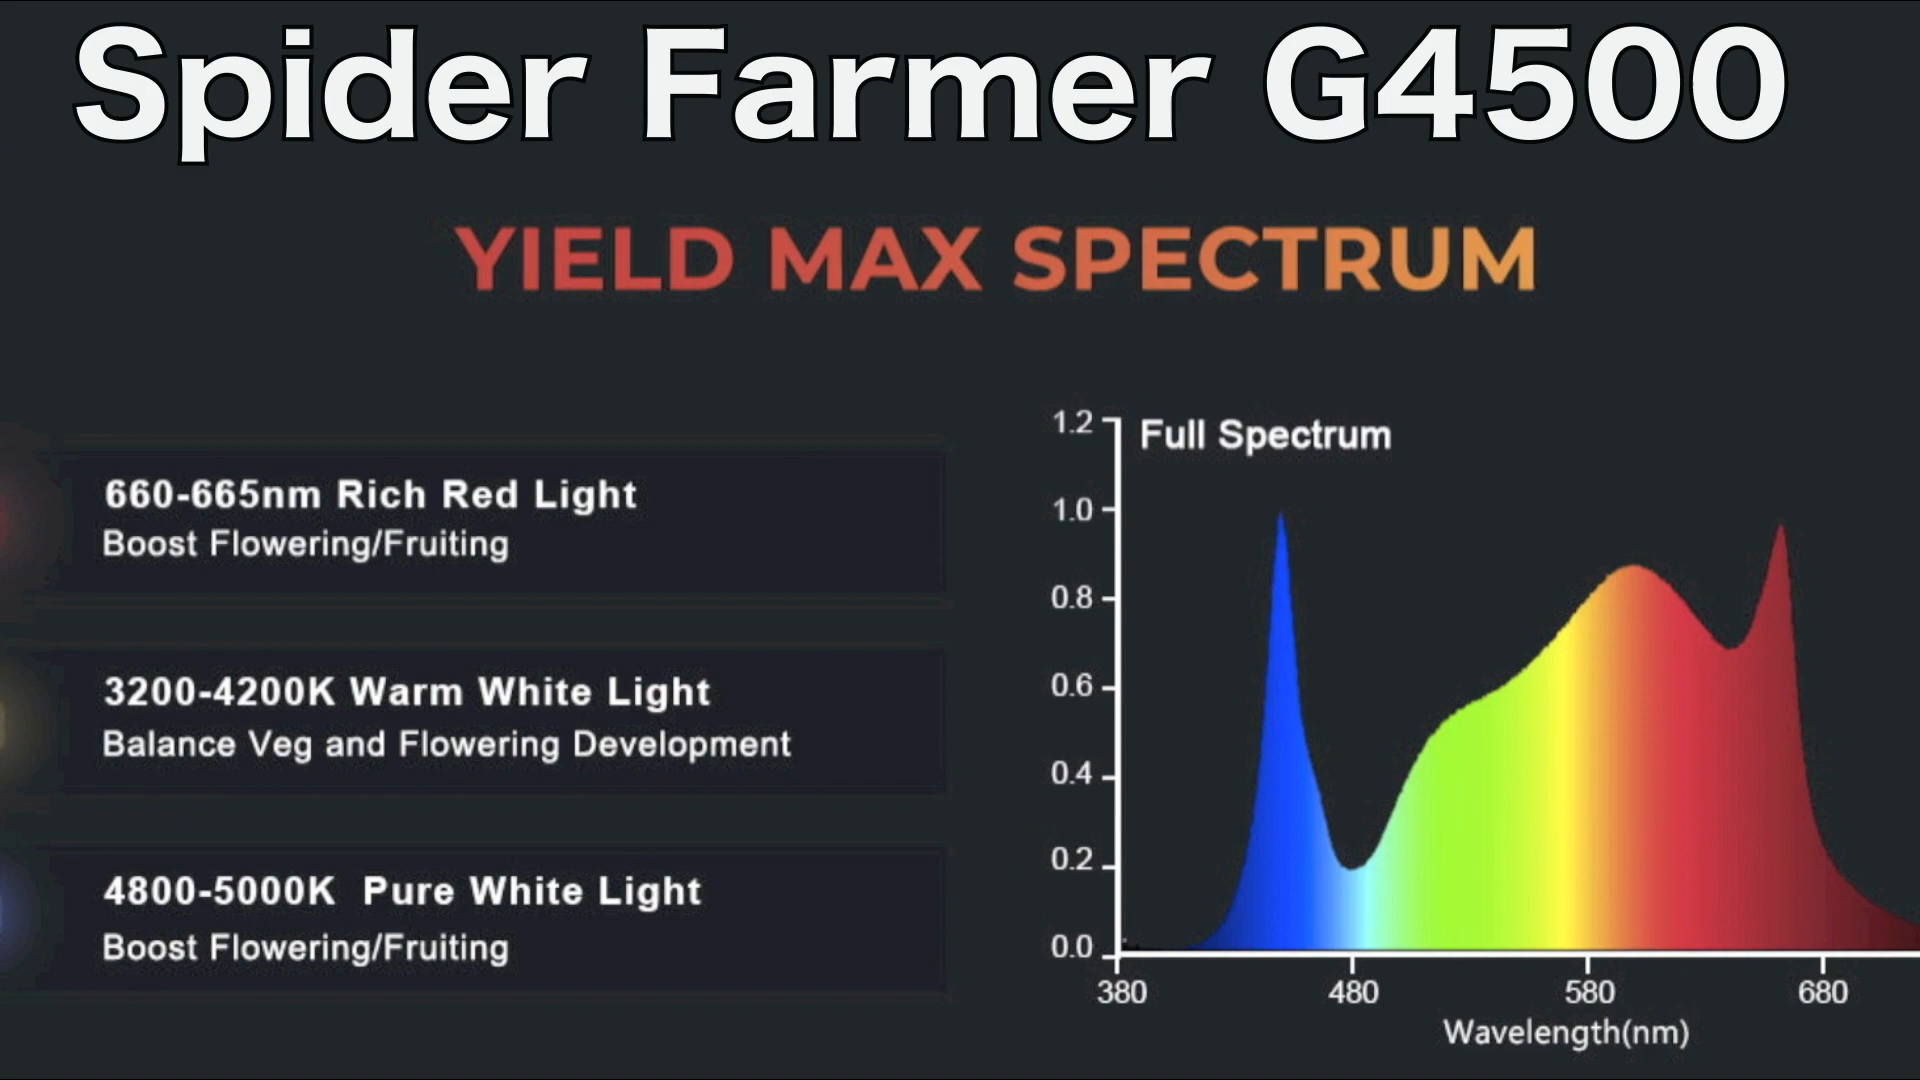 Spider Farmer G4500
YIELD MAX SPECTRUM
660-665nm Rich Red Light
Boost Flowering/Fruiting
3200-4200K Warm White Light
Balance Veg and Flowering Development
4800-5000K  Pure White Light
Boost Flowering/Fruiting
Full Spectrum
1.2
1.0
0.8
0.6
0.4
0.2
0.0
380 480 580 680
Wavelength(nm)